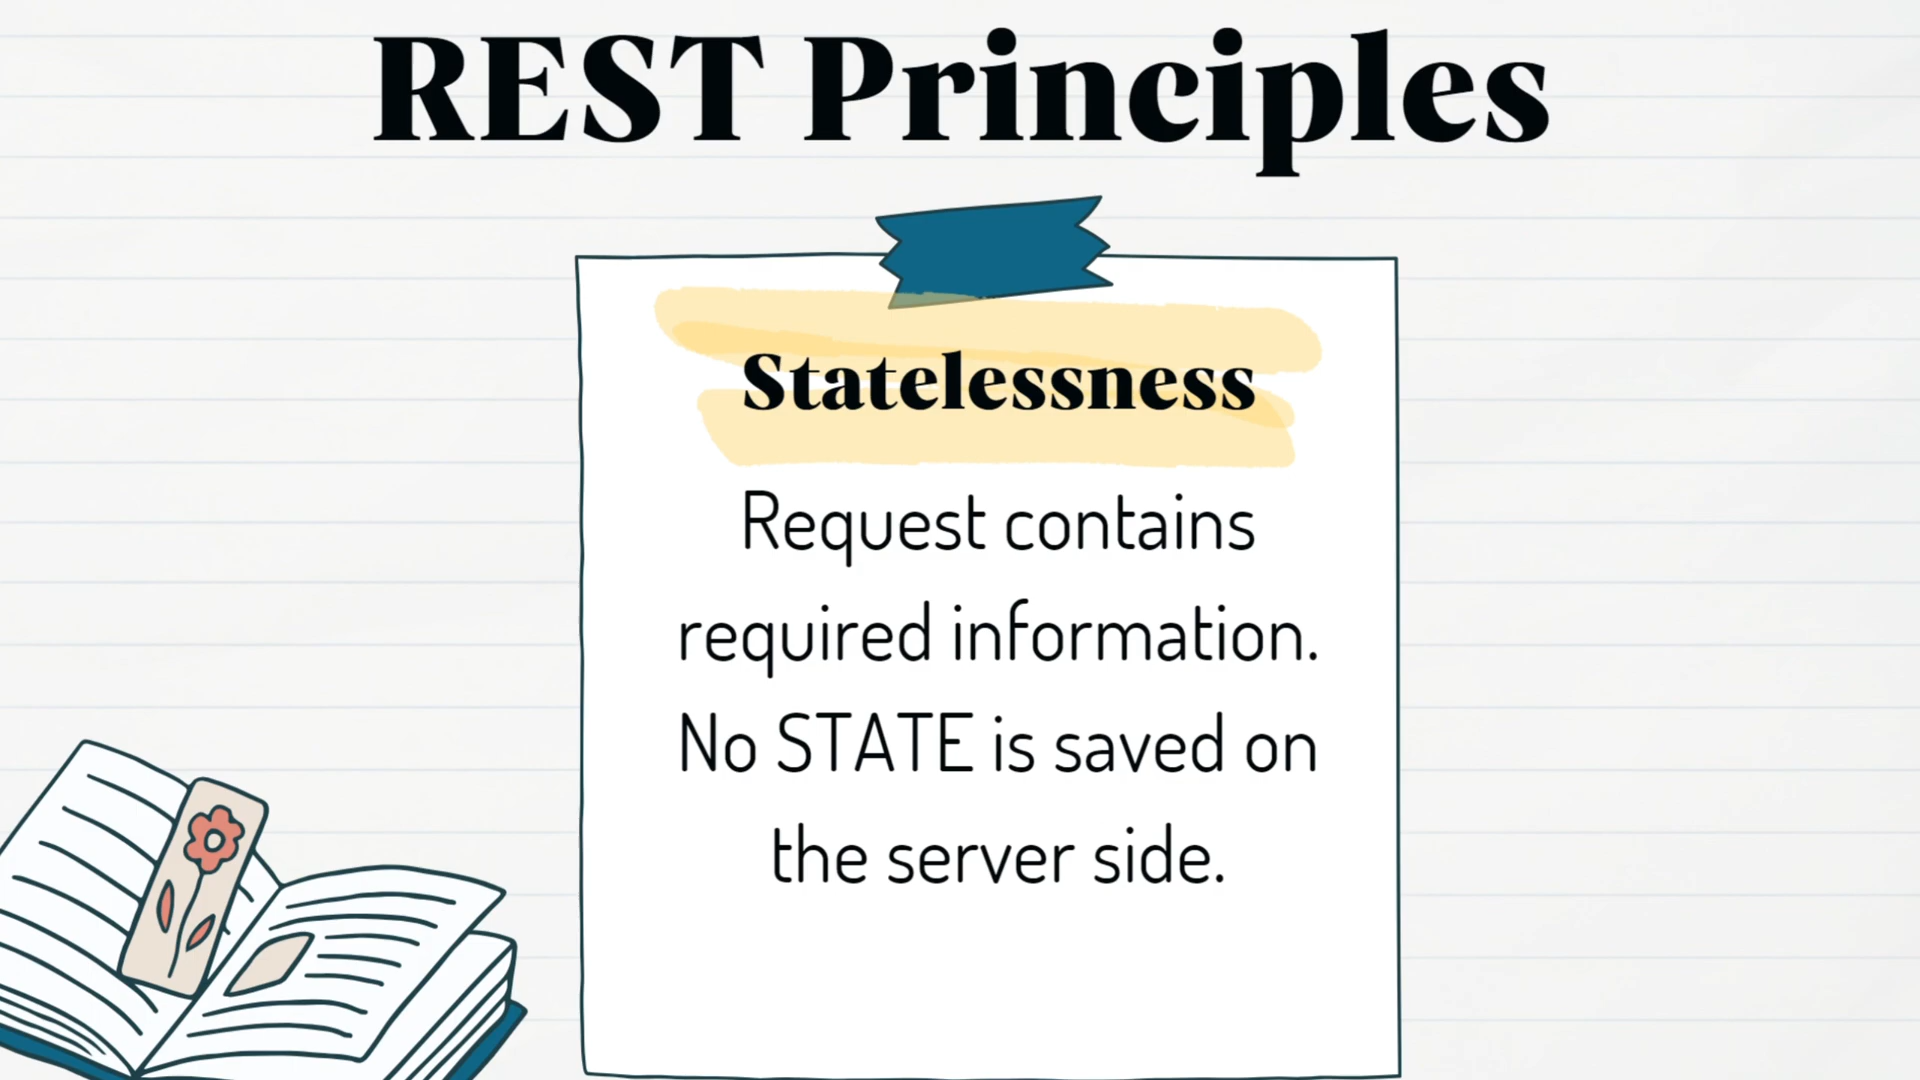 REST Principles
Statelessness
Request contains
required information.
No STATE is saved on
the server side.